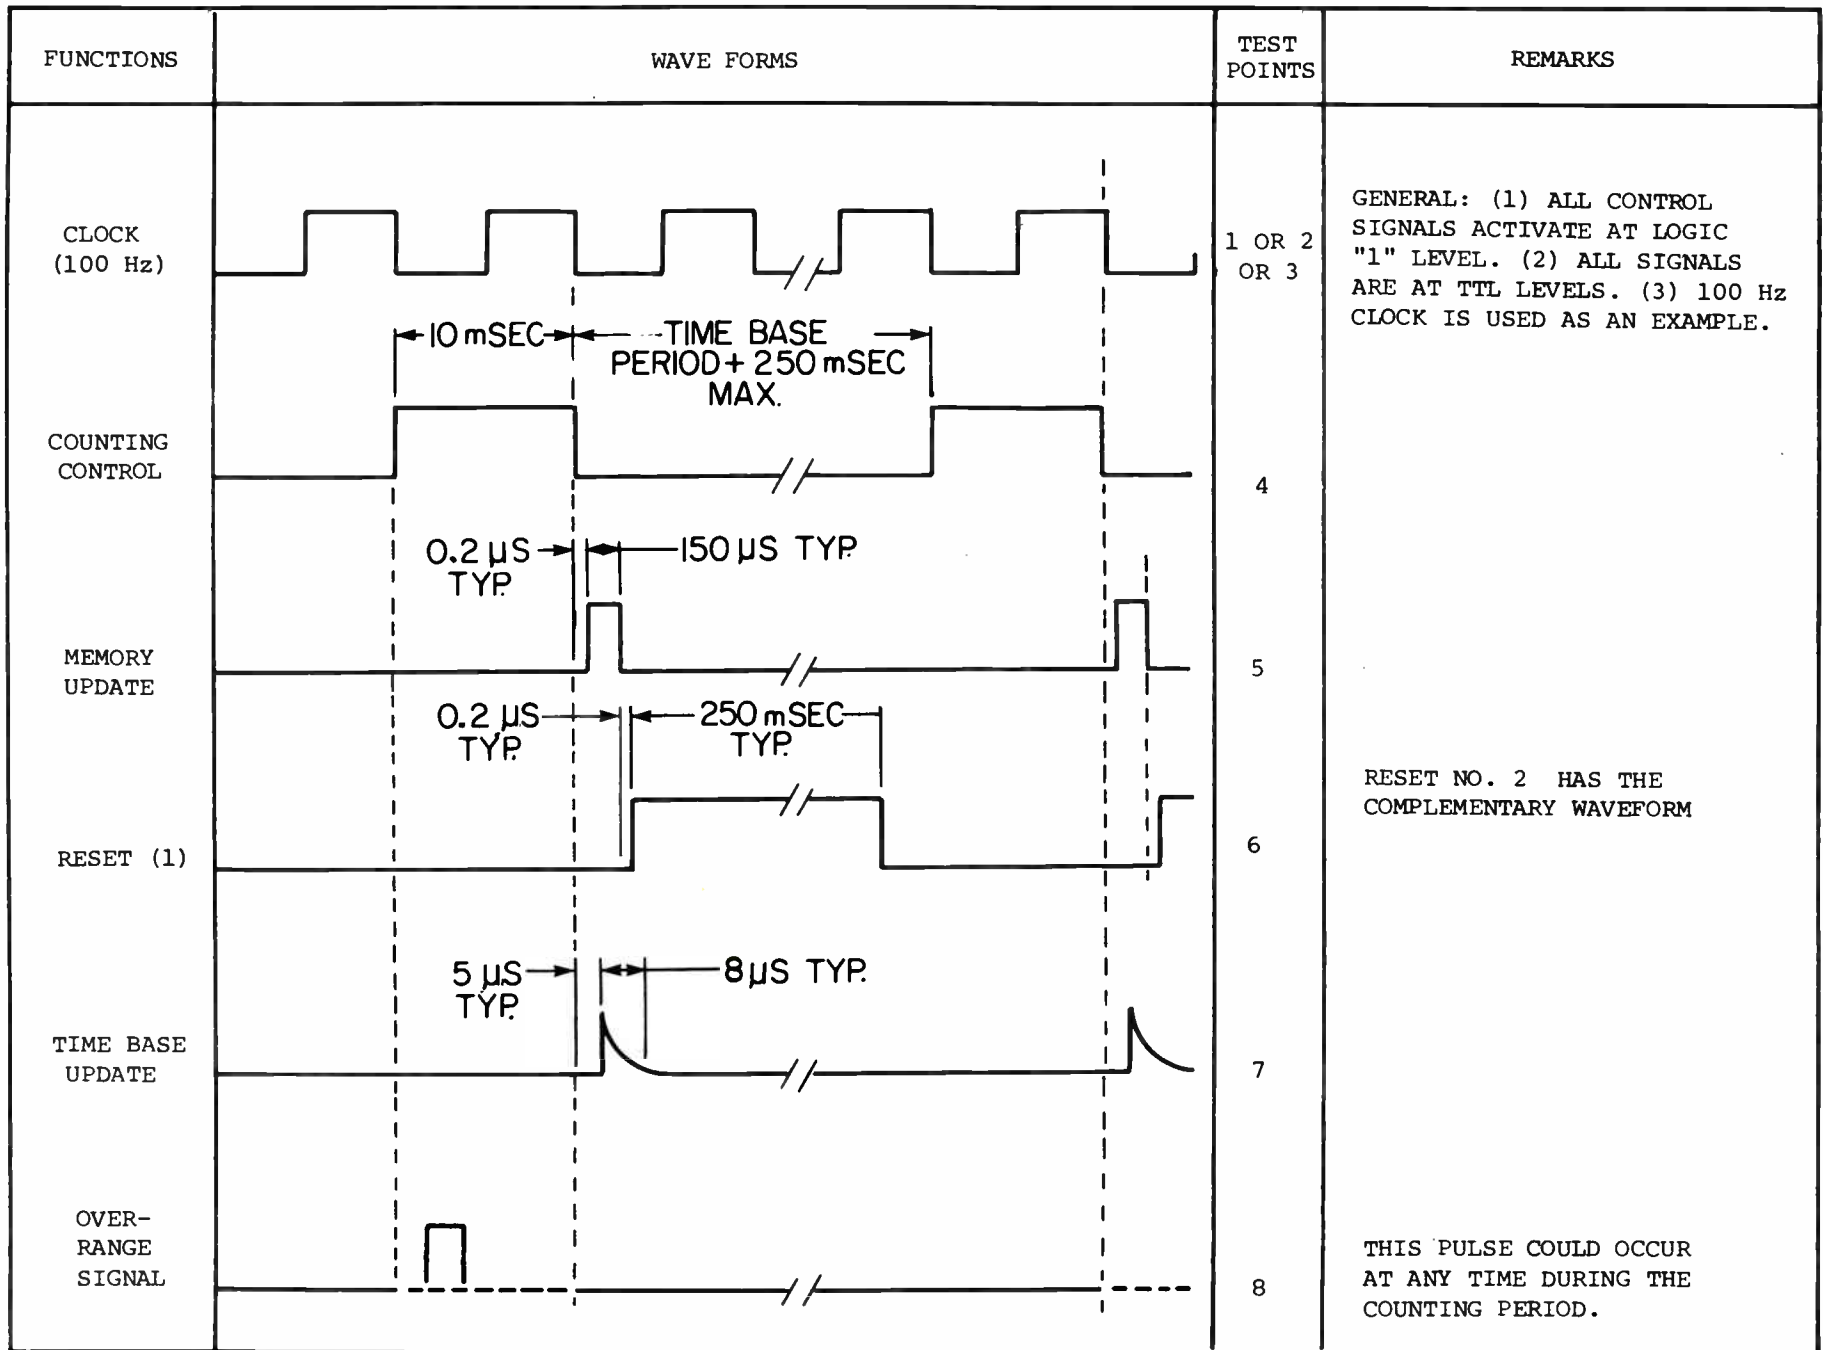 FUNCTIONS
WAVE FORMS
TEST
POINTS
REMARKS
CLOCK
(100 Hz)
1 OR 2
OR 3
GENERAL: (1) ALL CONTROL
SIGNALS ACTIVATE AT LOGIC
"1" LEVEL. (2) ALL SIGNALS
ARE AT TTL LEVELS. (3) 100 Hz
CLOCK IS USED AS AN EXAMPLE.
10 mSEC
TIME BASE
PERIOD + 250 mSEC
MAX.
COUNTING
CONTROL
4
0.2 µS
TYP.
150 µS TYP.
MEMORY
UPDATE
5
0.2 µS
TYP.
250 mSEC
TYP.
RESET NO. 2 HAS THE
COMPLEMENTARY WAVEFORM
RESET (1)
6
5 µS
TYP.
8 µS TYP.
TIME BASE
UPDATE
7
OVER-
RANGE
SIGNAL
8
THIS PULSE COULD OCCUR
AT ANY TIME DURING THE
COUNTING PERIOD.